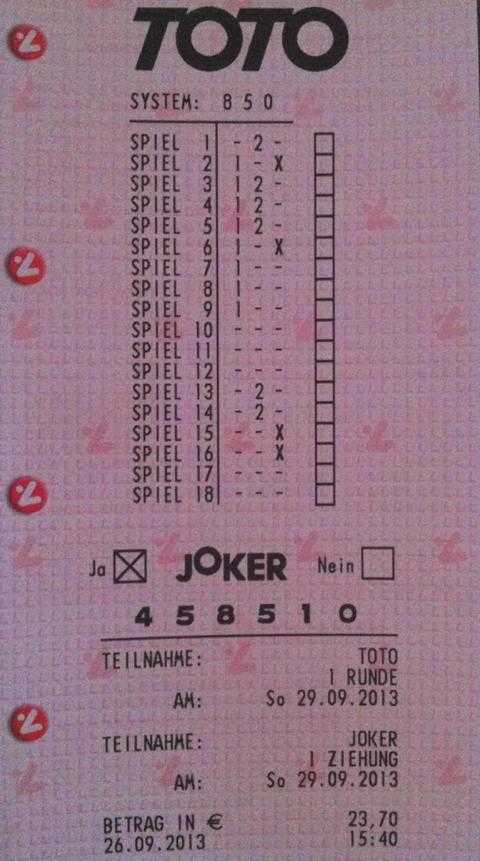 TOTO
SYSTEM: 850
SPIEL 1 - 2 -
SPIEL 2 1 - X
SPIEL 3 1 2 -
SPIEL 4 1 2 -
SPIEL 5 1 2 -
SPIEL 6 1 - X
SPIEL 7 1 - -
SPIEL 8 1 - -
SPIEL 9 1 - -
SPIEL 10 - - -
SPIEL 11 - - -
SPIEL 12 - - -
SPIEL 13 - 2 -
SPIEL 14 - 2 -
SPIEL 15 - - X
SPIEL 16 - - X
SPIEL 17 - - -
SPIEL 18 - - -
Ja JOKER Nein
4 5 8 5 1 0
TEILNAHME: TOTO
1 RUNDE
AM: So 29.09.2013
TEILNAHME: JOKER
1 ZIEHUNG
AM: So 29.09.2013
BETRAG IN € 23,70
26.09.2013 15:40